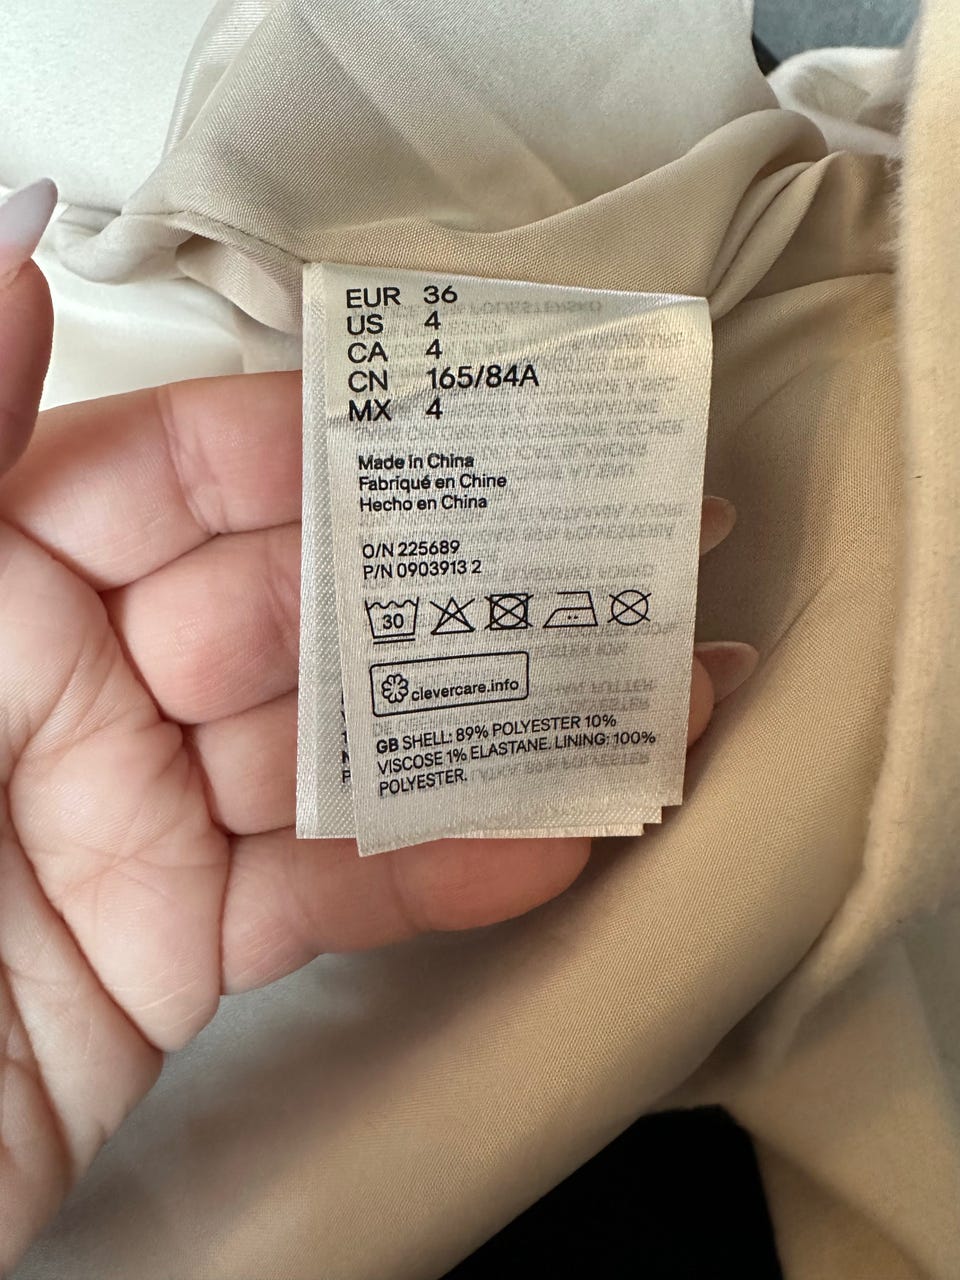 EUR 36
US 4
CA 4
CN 165/84A
MX 4
Made in China
Fabriqué en Chine
Hecho en China
O/N 225689
P/N 0903913 2
30
clevercare.info
GB SHELL: 89% POLYESTER 10%
VISCOSE 1% ELASTANE. LINING: 100%
POLYESTER.